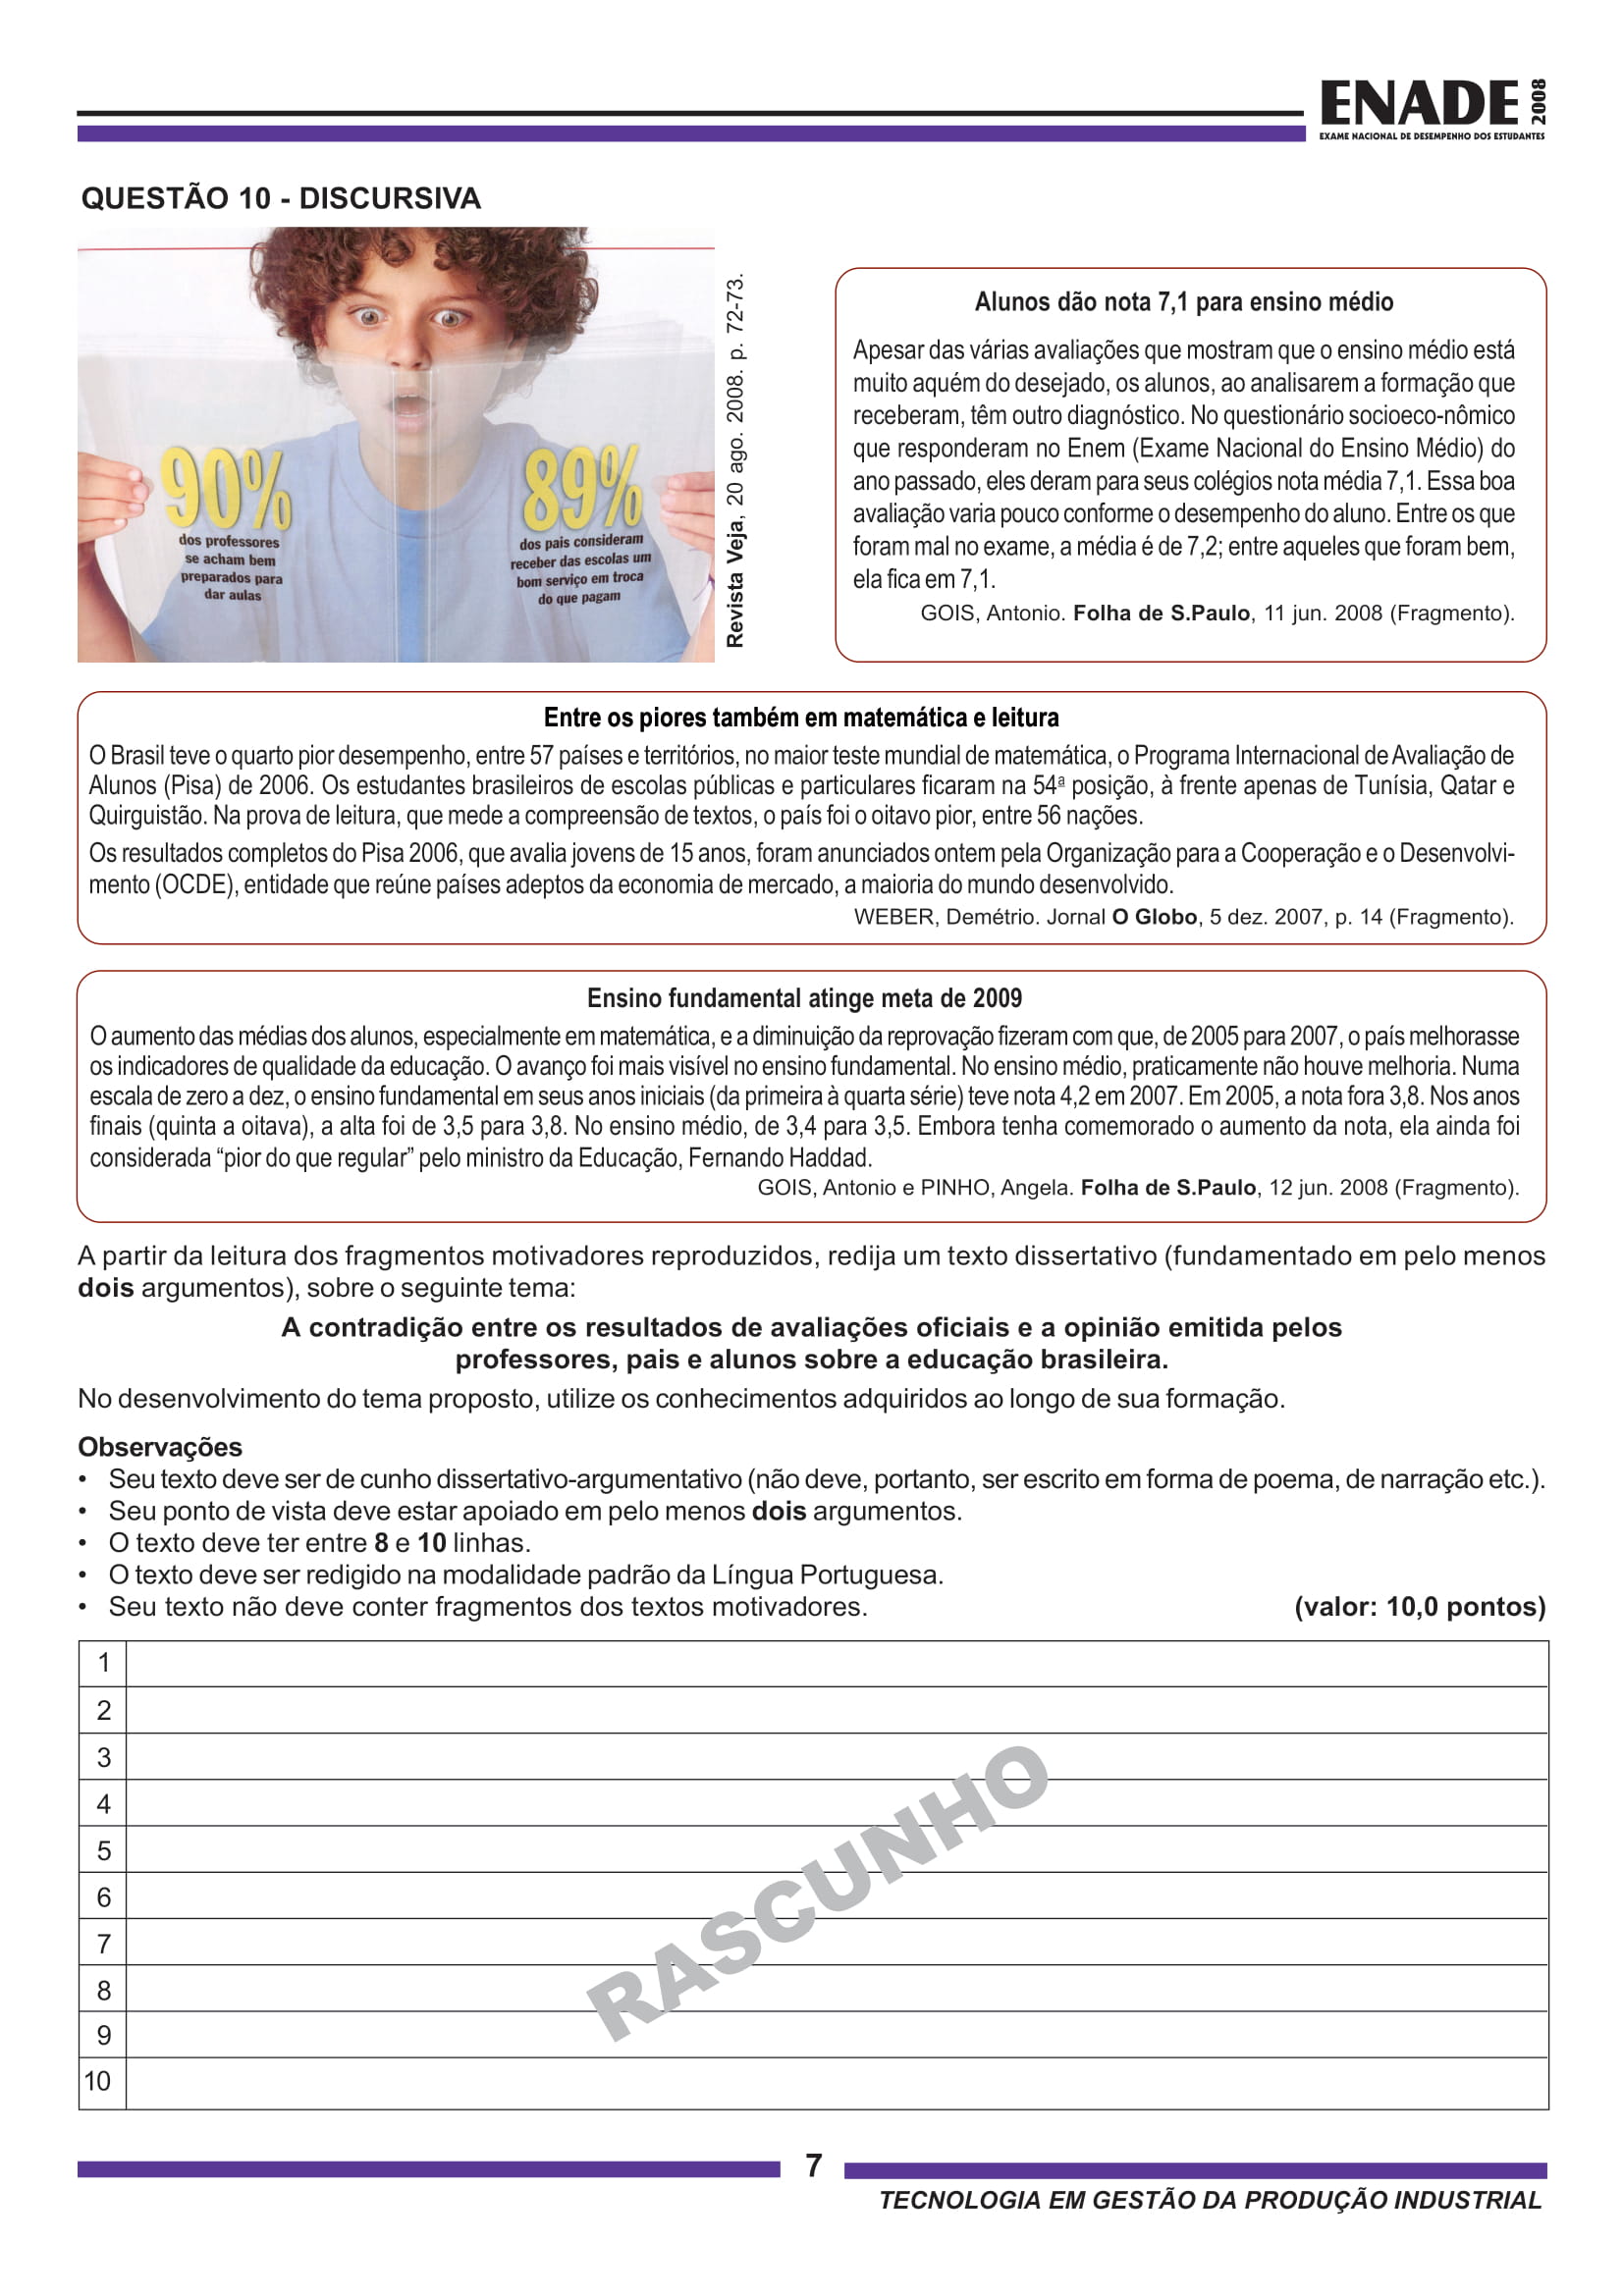 ENADE
2008
EXAME NACIONAL DE DESEMPENHO DOS ESTUDANTES
QUESTÃO 10 - DISCURSIVA
90%
dos professores
se acham bem
preparados para
dar aulas
89%
dos pais consideram
receber das escolas um
bom serviço em troca
do que pagam
Revista Veja, 20 ago. 2008. p. 72-73.
Alunos dão nota 7,1 para ensino médio
Apesar das várias avaliações que mostram que o ensino médio está
muito aquém do desejado, os alunos, ao analisarem a formação que
receberam, têm outro diagnóstico. No questionário socioeco-nômico
que responderam no Enem (Exame Nacional do Ensino Médio) do
ano passado, eles deram para seus colégios nota média 7,1. Essa boa
avaliação varia pouco conforme o desempenho do aluno. Entre os que
foram mal no exame, a média é de 7,2; entre aqueles que foram bem,
ela fica em 7,1.
GOIS, Antonio. Folha de S.Paulo, 11 jun. 2008 (Fragmento).
Entre os piores também em matemática e leitura
O Brasil teve o quarto pior desempenho, entre 57 países e territórios, no maior teste mundial de matemática, o Programa Internacional de Avaliação de
Alunos (Pisa) de 2006. Os estudantes brasileiros de escolas públicas e particulares ficaram na 54ª posição, à frente apenas de Tunísia, Qatar e
Quirguistão. Na prova de leitura, que mede a compreensão de textos, o país foi o oitavo pior, entre 56 nações.
Os resultados completos do Pisa 2006, que avalia jovens de 15 anos, foram anunciados ontem pela Organização para a Cooperação e o Desenvolvi-
mento (OCDE), entidade que reúne países adeptos da economia de mercado, a maioria do mundo desenvolvido.
WEBER, Demétrio. Jornal O Globo, 5 dez. 2007, p. 14 (Fragmento).
Ensino fundamental atinge meta de 2009
O aumento das médias dos alunos, especialmente em matemática, e a diminuição da reprovação fizeram com que, de 2005 para 2007, o país melhorasse
os indicadores de qualidade da educação. O avanço foi mais visível no ensino fundamental. No ensino médio, praticamente não houve melhoria. Numa
escala de zero a dez, o ensino fundamental em seus anos iniciais (da primeira à quarta série) teve nota 4,2 em 2007. Em 2005, a nota fora 3,8. Nos anos
finais (quinta a oitava), a alta foi de 3,5 para 3,8. No ensino médio, de 3,4 para 3,5. Embora tenha comemorado o aumento da nota, ela ainda foi
considerada “pior do que regular” pelo ministro da Educação, Fernando Haddad.
GOIS, Antonio e PINHO, Angela. Folha de S.Paulo, 12 jun. 2008 (Fragmento).
A partir da leitura dos fragmentos motivadores reproduzidos, redija um texto dissertativo (fundamentado em pelo menos
dois argumentos), sobre o seguinte tema:
A contradição entre os resultados de avaliações oficiais e a opinião emitida pelos
professores, pais e alunos sobre a educação brasileira.
No desenvolvimento do tema proposto, utilize os conhecimentos adquiridos ao longo de sua formação.
Observações
• Seu texto deve ser de cunho dissertativo-argumentativo (não deve, portanto, ser escrito em forma de poema, de narração etc.).
• Seu ponto de vista deve estar apoiado em pelo menos dois argumentos.
• O texto deve ter entre 8 e 10 linhas.
• O texto deve ser redigido na modalidade padrão da Língua Portuguesa.
• Seu texto não deve conter fragmentos dos textos motivadores. (valor: 10,0 pontos)
1
2
3
4
5
6
7
8
9
10
RASCUNHO
7
TECNOLOGIA EM GESTÃO DA PRODUÇÃO INDUSTRIAL